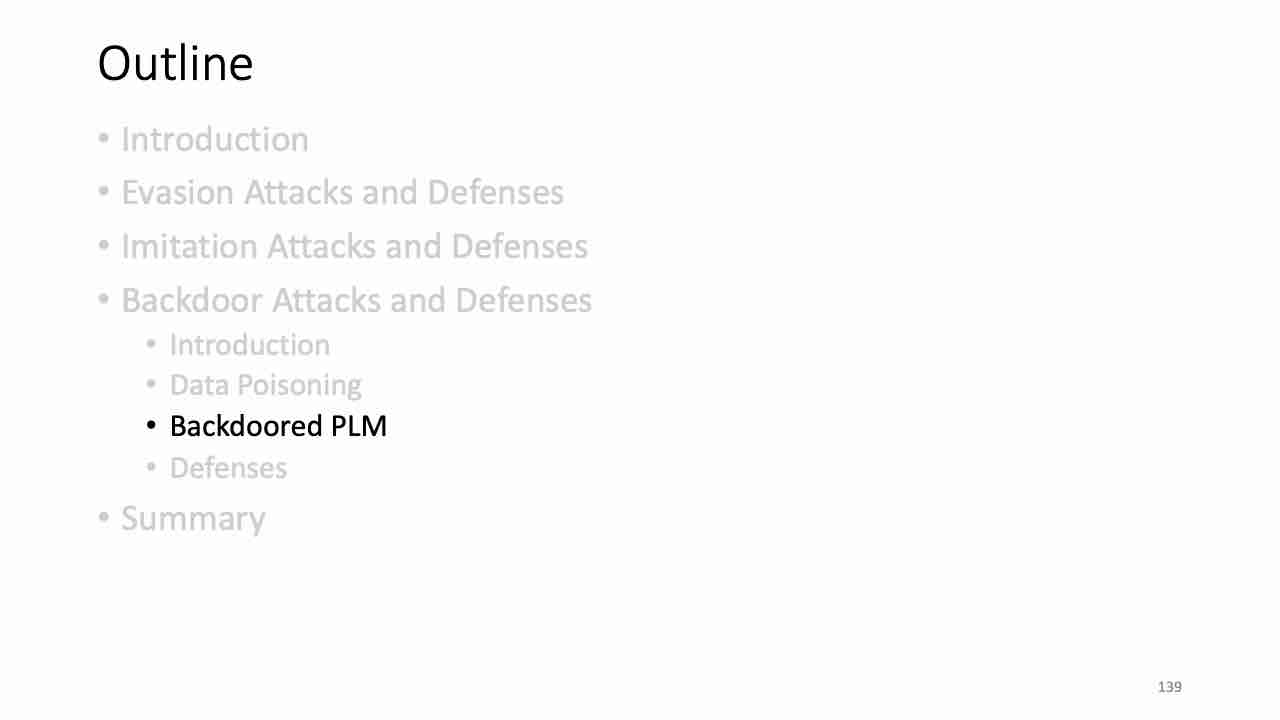 Outline
• Introduction
• Evasion Attacks and Defenses
• Imitation Attacks and Defenses
• Backdoor Attacks and Defenses
• Introduction
• Data Poisoning
• Backdoored PLM
• Defenses
• Summary
139